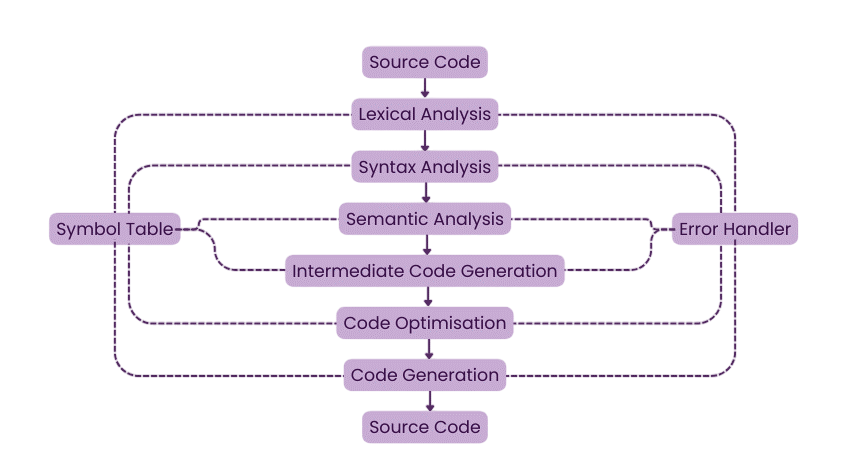 Source Code
Lexical Analysis
Syntax Analysis
Semantic Analysis
Symbol Table
Error Handler
Intermediate Code Generation
Code Optimisation
Code Generation
Source Code